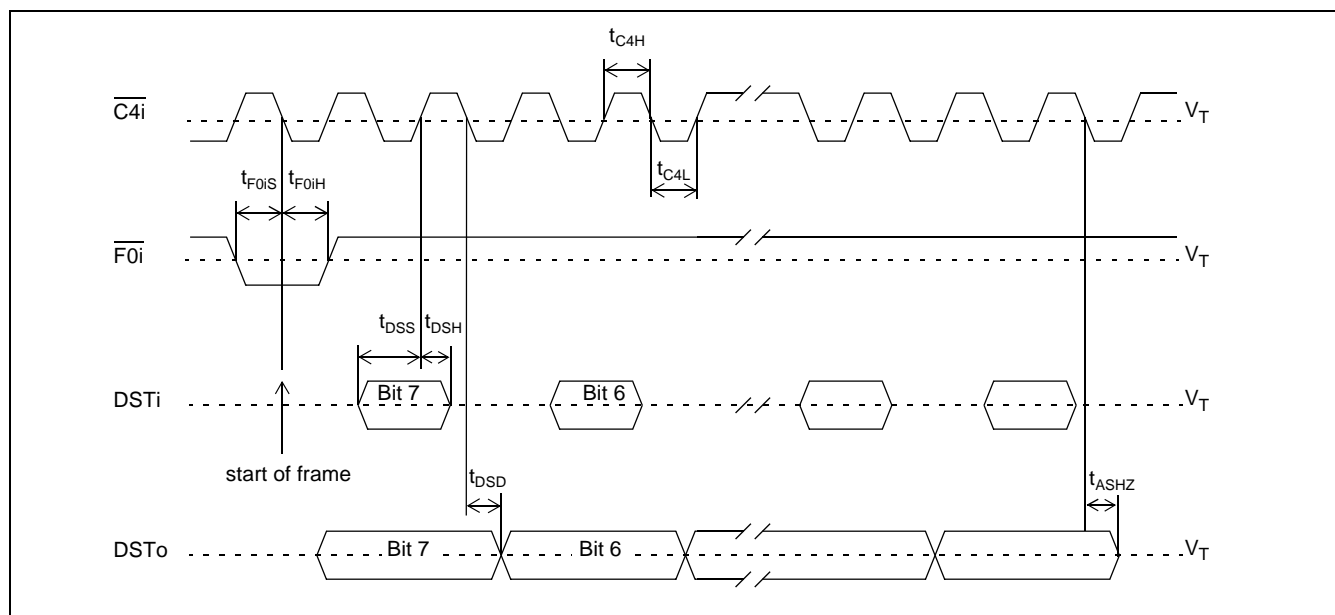 tC4H
C4i
VT
tF0iS
tF0iH
tC4L
F0i
VT
tDSS
tDSH
DSTi
Bit 7
Bit 6
VT
start of frame
tDSD
tASHZ
DSTo
Bit 7
Bit 6
VT